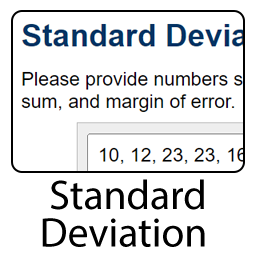 Standard Devia
Please provide numbers s
sum, and margin of error.
10, 12, 23, 23, 16
Standard
Deviation